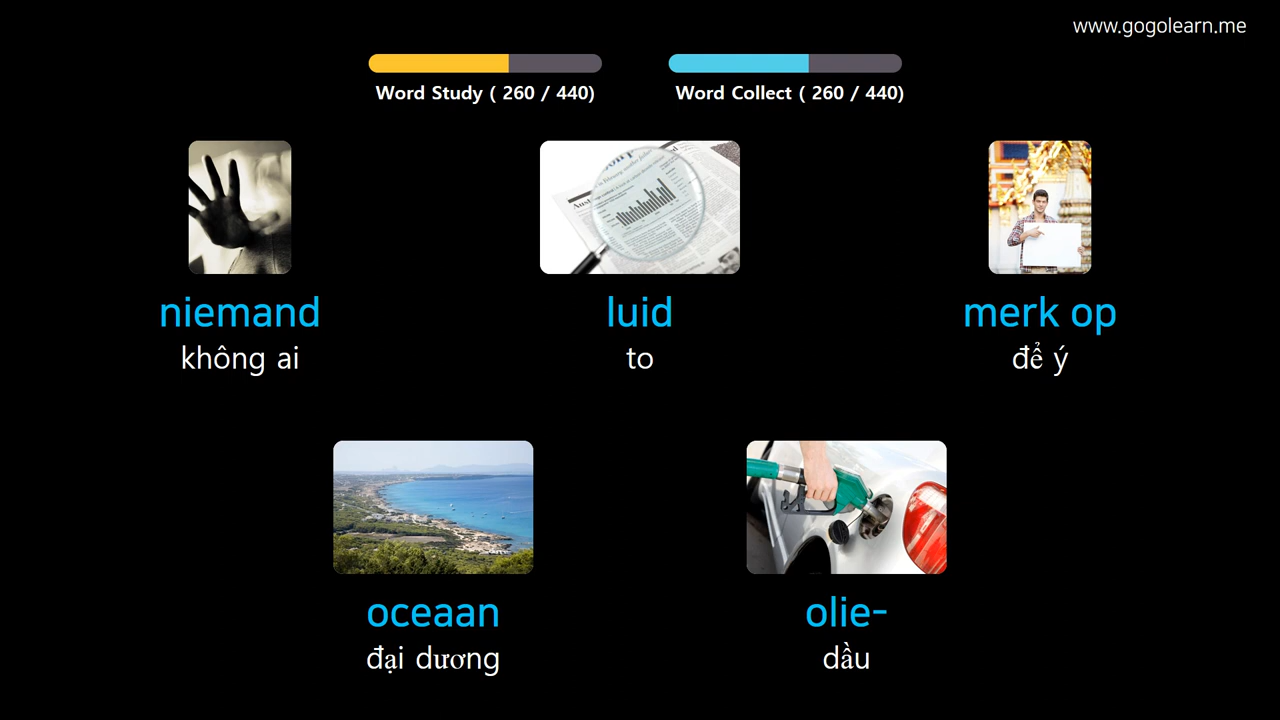 www.gogolearn.me
Word Study ( 260 / 440)
Word Collect ( 260 / 440)
niemand
không ai
luid
to
merk op
để ý
oceaan
đại dương
olie-
dầu